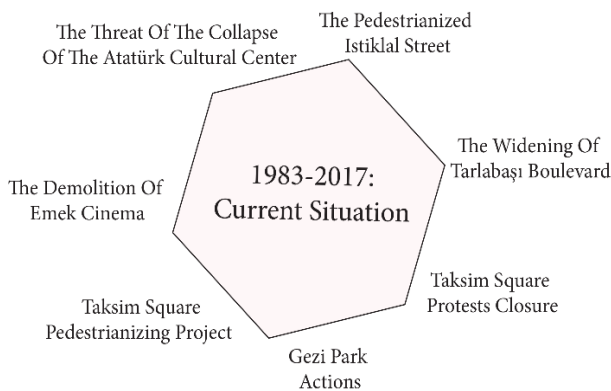 The Threat Of The Collapse
Of The Atatürk Cultural Center
The Pedestrianized
Istiklal Street
The Widening Of
Tarlabaşı Boulevard
1983-2017:
Current Situation
The Demolition Of
Emek Cinema
Taksim Square
Protests Closure
Taksim Square
Pedestrianizing Project
Gezi Park
Actions